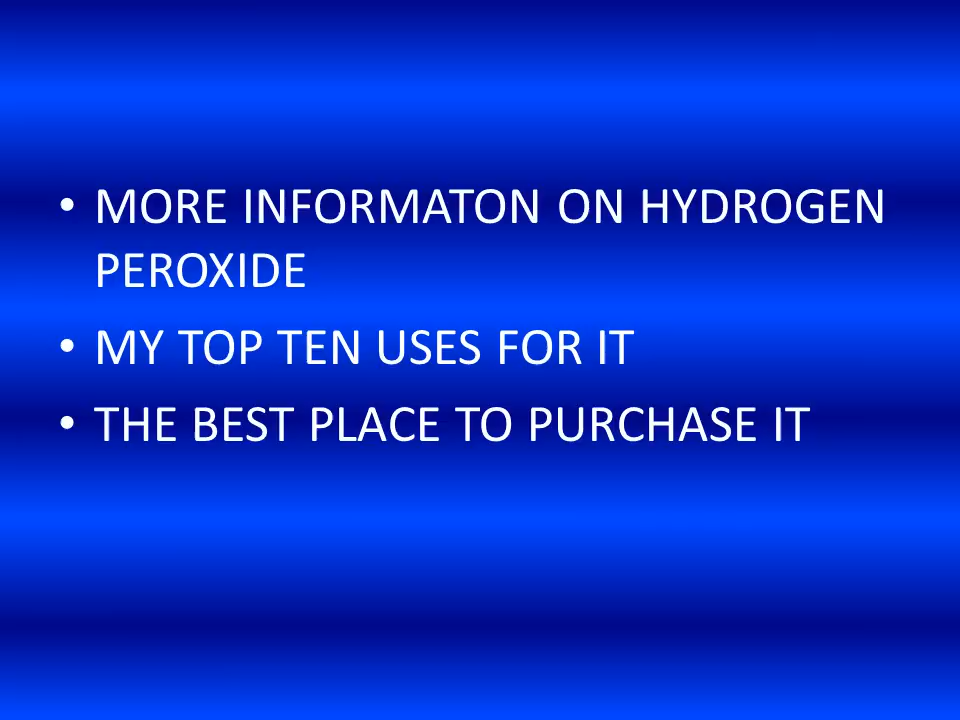 • MORE INFORMATON ON HYDROGEN
PEROXIDE
• MY TOP TEN USES FOR IT
• THE BEST PLACE TO PURCHASE IT